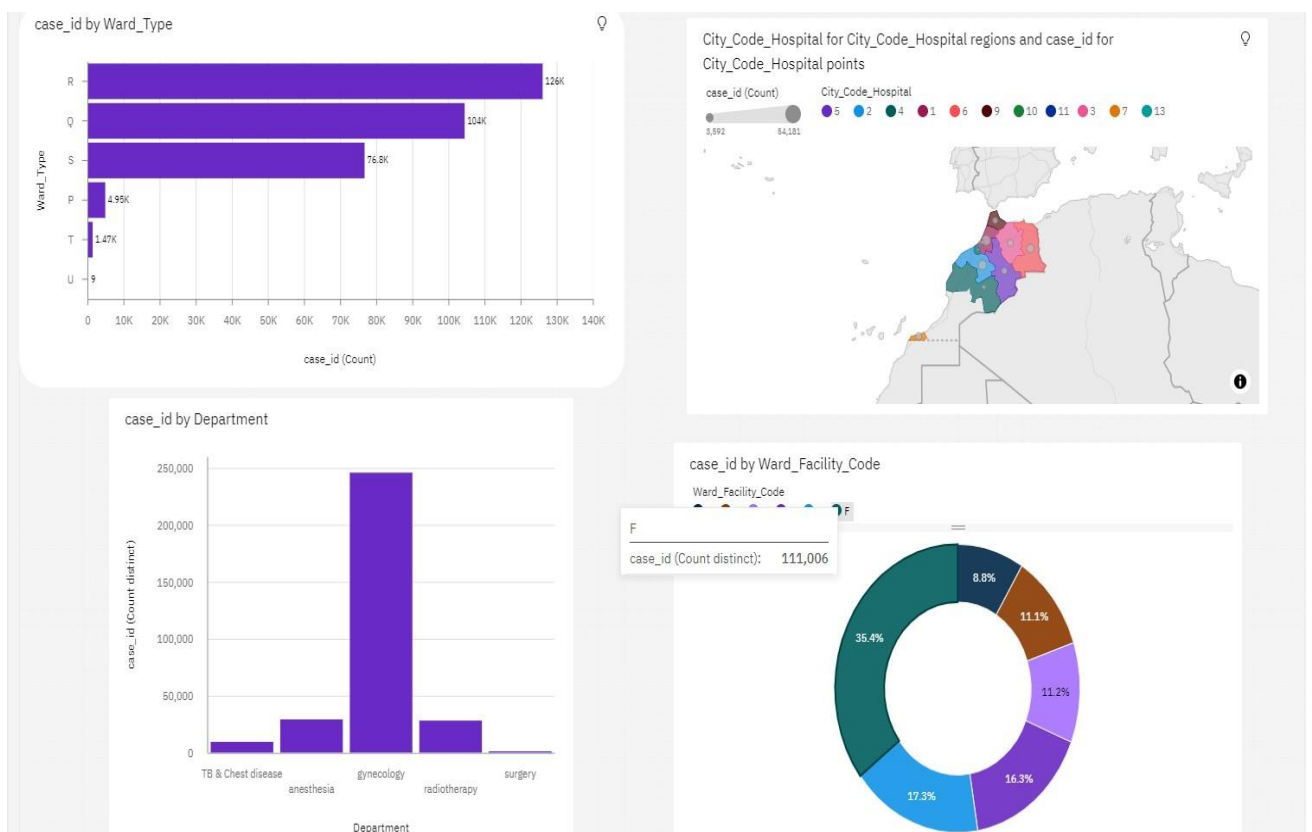 case_id by Ward_Type
R
126K
Q
104K
S
76.8K
P
4.95K
T
1.47K
U
9
Ward_Type
0 10K 20K 30K 40K 50K 60K 70K 80K 90K 100K 110K 120K 130K 140K
case_id (Count)
City_Code_Hospital for City_Code_Hospital regions and case_id for
City_Code_Hospital points
case_id (Count)
3,592 54,181
City_Code_Hospital
5 2 4 1 6 9 10 11 3 7 13
case_id by Department
250,000
200,000
150,000
100,000
50,000
0
case_id (Count distinct)
TB & Chest disease
anesthesia
gynecology
radiotherapy
surgery
Department
case_id by Ward_Facility_Code
Ward_Facility_Code
F
F
case_id (Count distinct): 111,006
8.8%
11.1%
11.2%
16.3%
17.3%
35.4%